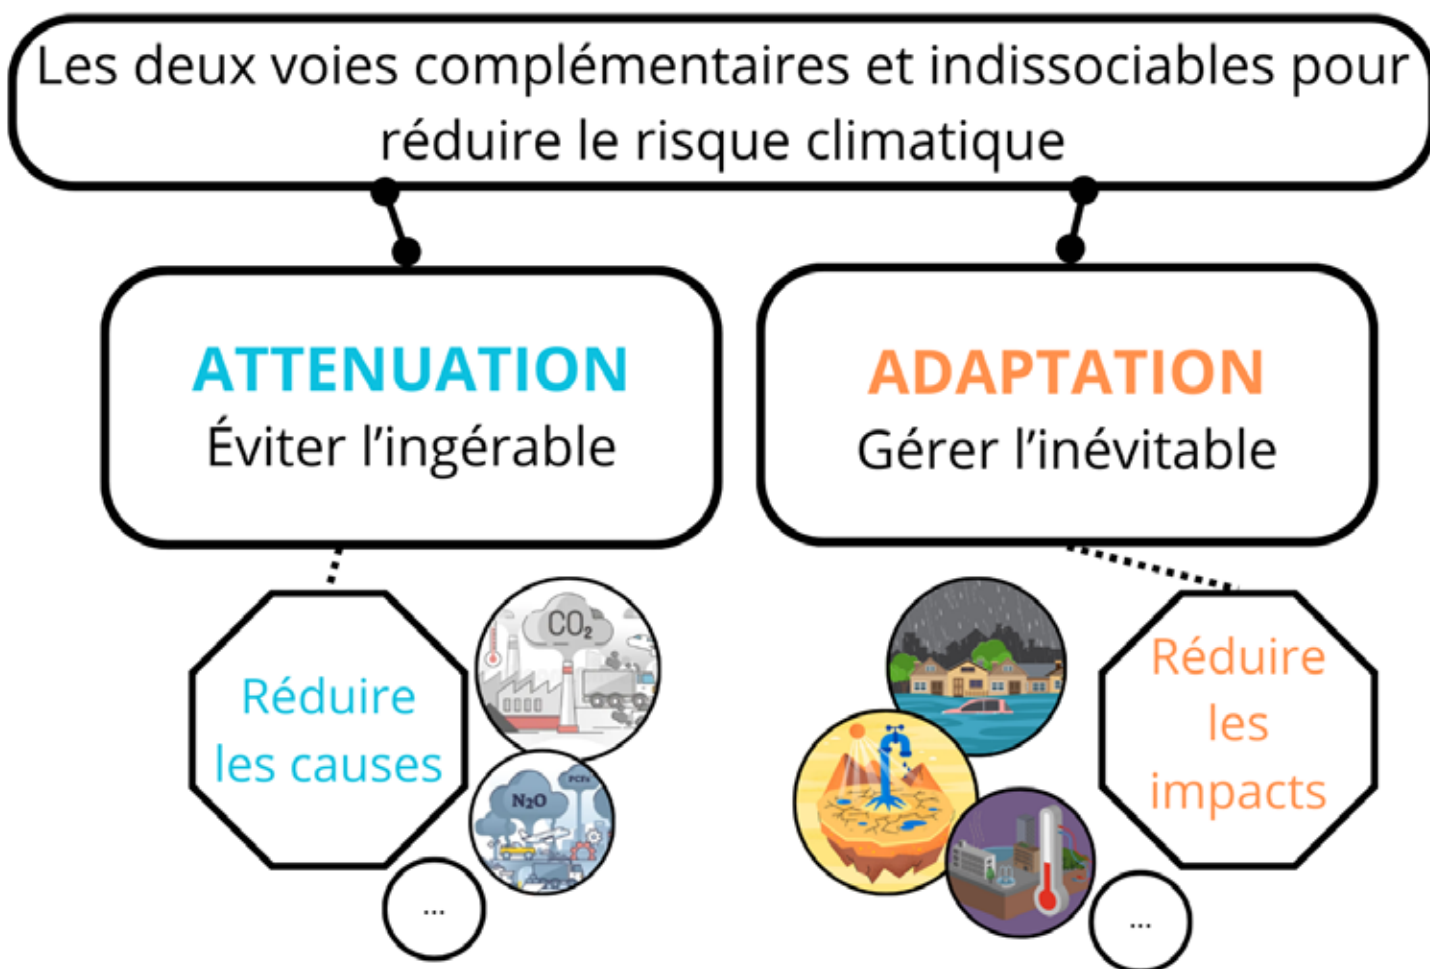 Les deux voies complémentaires et indissociables pour
réduire le risque climatique
ATTENUATION
Éviter l’ingérable
ADAPTATION
Gérer l’inévitable
Réduire
les causes
CO₂
N₂O
PCFs
...
Réduire
les
impacts
...